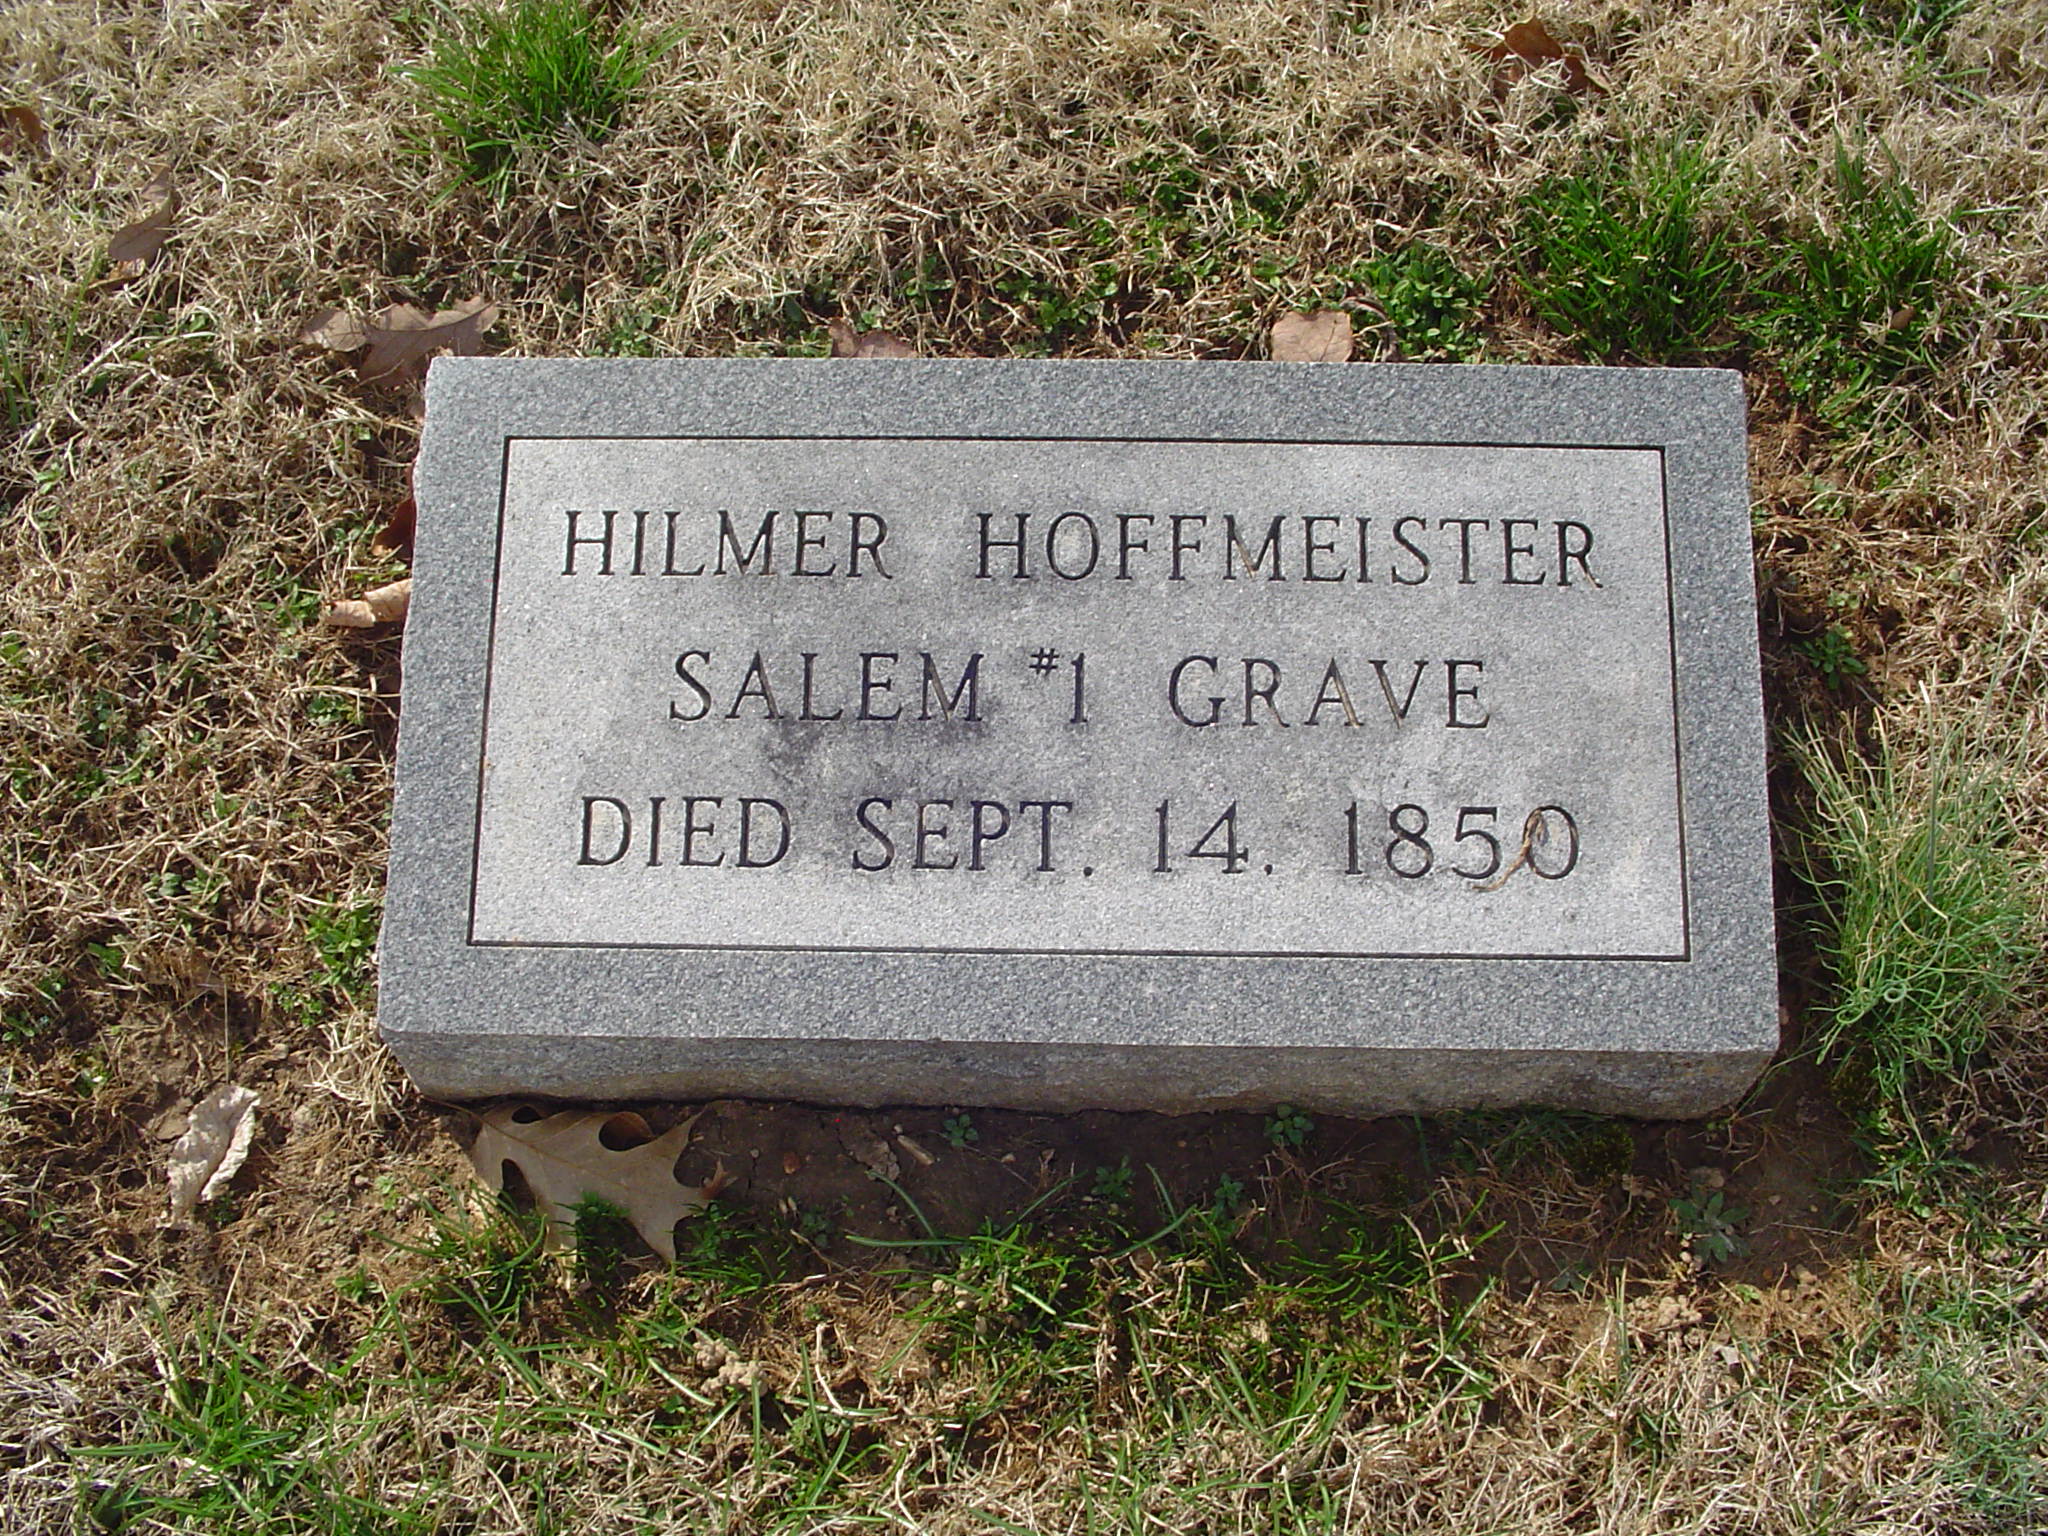 HILMER HOFFMEISTER
SALEM #1 GRAVE
DIED SEPT. 14, 1850